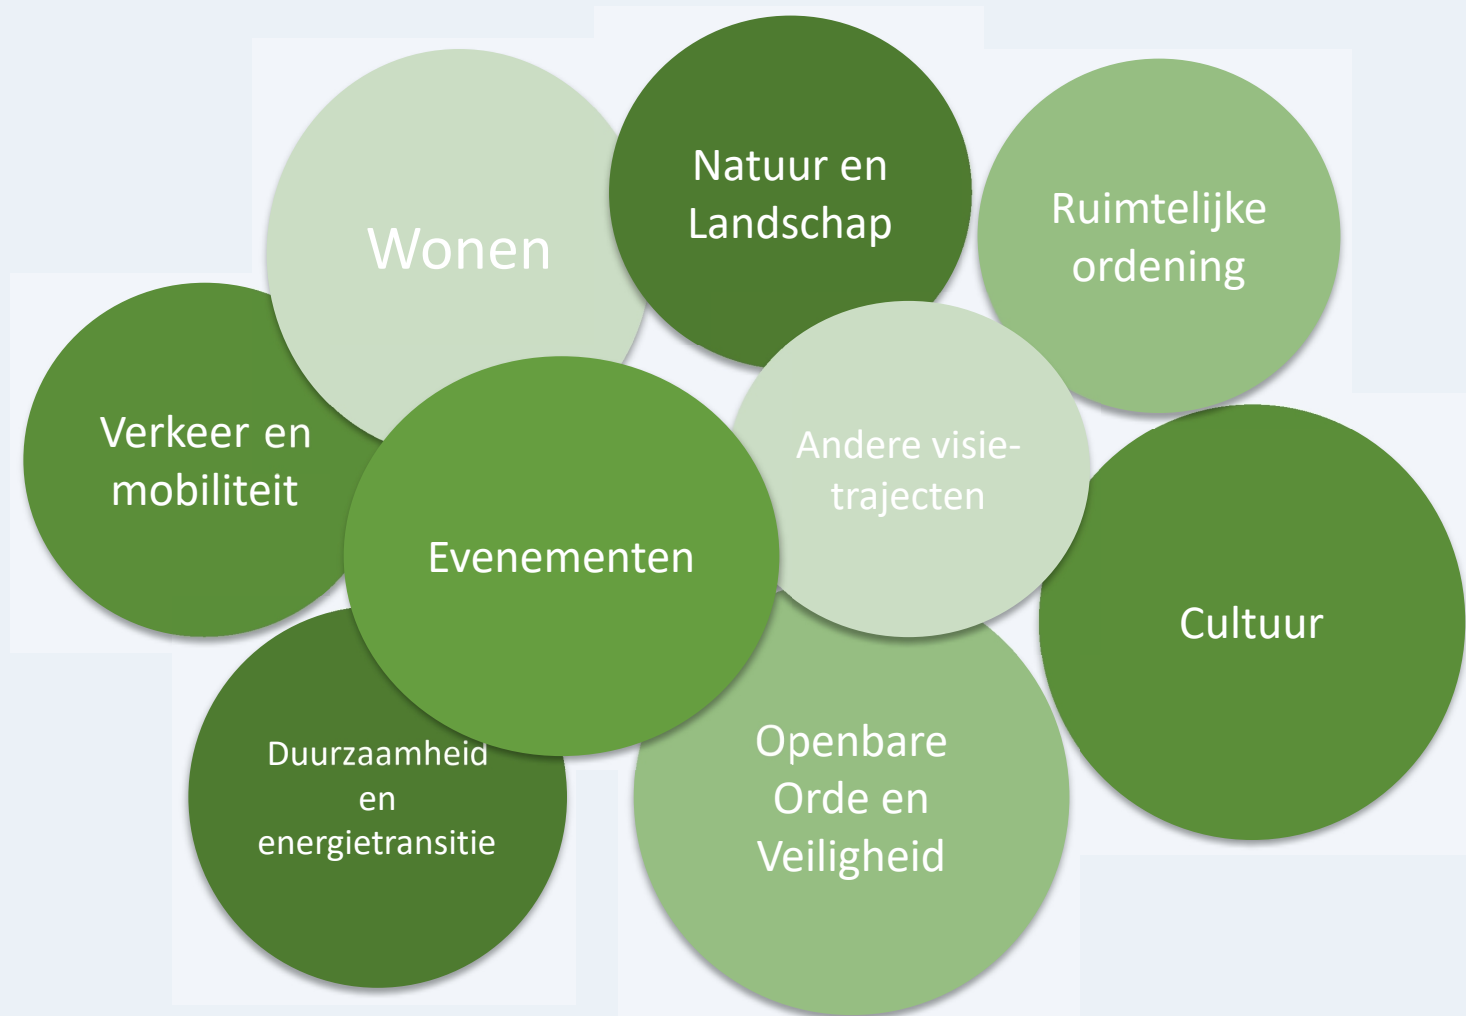 Wonen
Natuur en
Landschap
Ruimtelijke
ordening
Verkeer en
mobiliteit
Evenementen
Andere visie-
trajecten
Cultuur
Duurzaamheid
en
energietransitie
Openbare
Orde en
Veiligheid